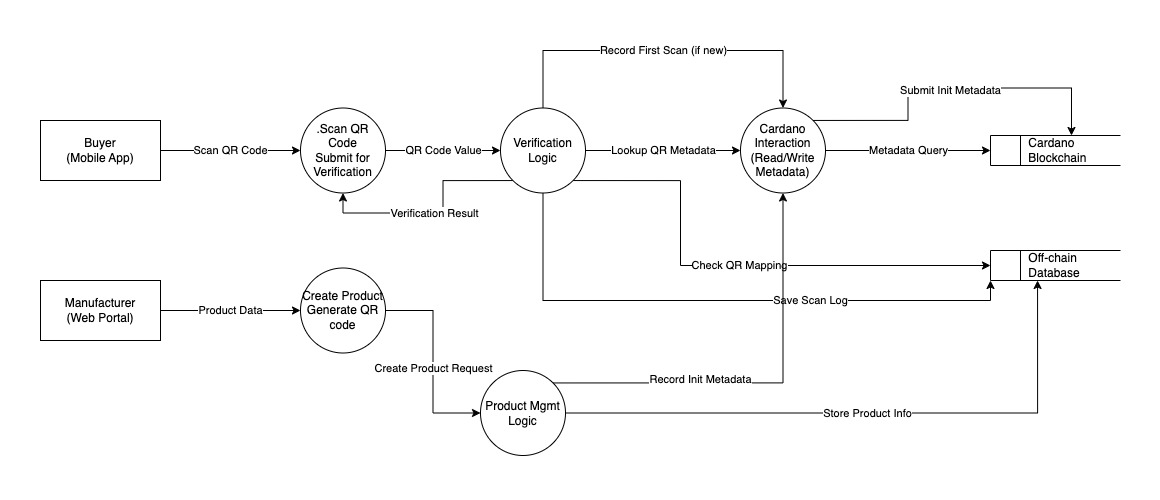 Record First Scan (if new)
Submit Init Metadata
Buyer
(Mobile App)
Scan QR Code
.Scan QR
Code
Submit for
Verification
QR Code Value
Verification
Logic
Lookup QR Metadata
Cardano
Interaction
(Read/Write
Metadata)
Metadata Query
Cardano
Blockchain
Verification Result
Check QR Mapping
Off-chain
Database
Save Scan Log
Manufacturer
(Web Portal)
Product Data
Create Product
Generate QR
code
Create Product Request
Record Init Metadata
Product Mgmt
Logic
Store Product Info